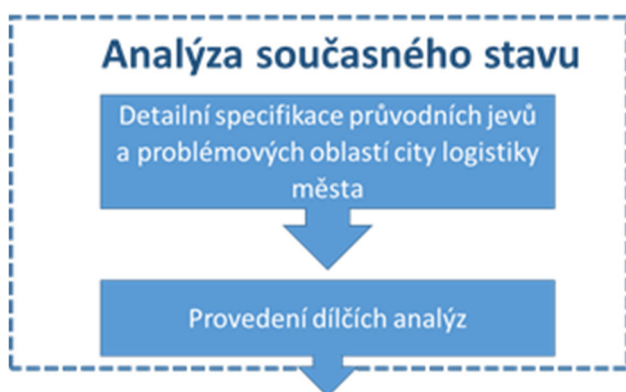 Analýza současného stavu
Detailní specifikace průvodních jevů
a problémových oblastí city logistiky
města
Provedení dílčích analýz